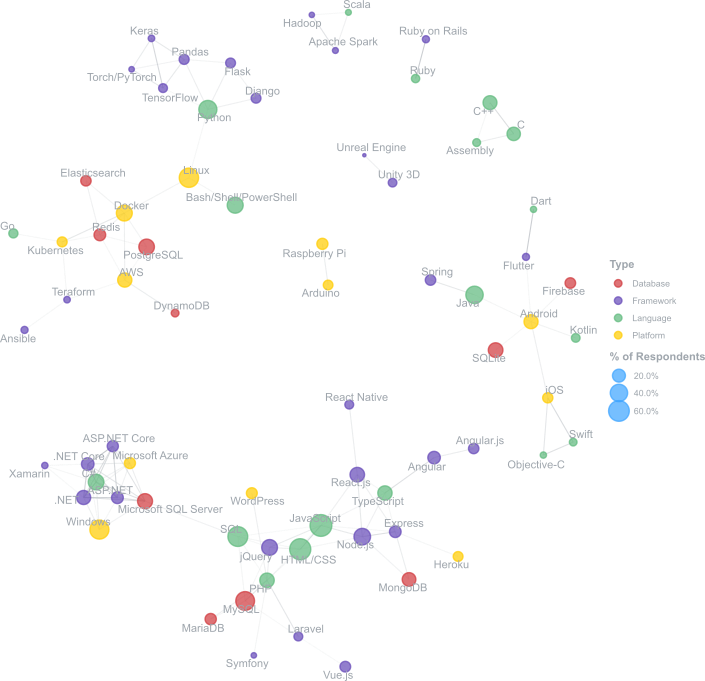 Scala
Hadoop
Apache Spark
Keras
Pandas
Ruby on Rails
Torch/PyTorch
Flask
Ruby
TensorFlow
Django
Python
C++
C
Assembly
Unreal Engine
Unity 3D
Elasticsearch
Linux
Bash/Shell/PowerShell
Docker
Dart
Go
Redis
Kubernetes
PostgreSQL
Raspberry Pi
AWS
Flutter
Type
Spring
Database
Teraform
Arduino
Java
Firebase
Framework
DynamoDB
Android
Language
Ansible
Kotlin
Platform
SQLite
% of Respondents
20.0%
iOS
40.0%
React Native
60.0%
Swift
ASP.NET Core
Angular.js
.NET Core
Microsoft Azure
Objective-C
Xamarin
C#
Angular
React.js
ASP.NET
.NET
TypeScript
WordPress
Microsoft SQL Server
Windows
JavaScript
Express
SQL
Node.js
jQuery
HTML/CSS
Heroku
PHP
MongoDB
MySQL
MariaDB
Laravel
Symfony
Vue.js